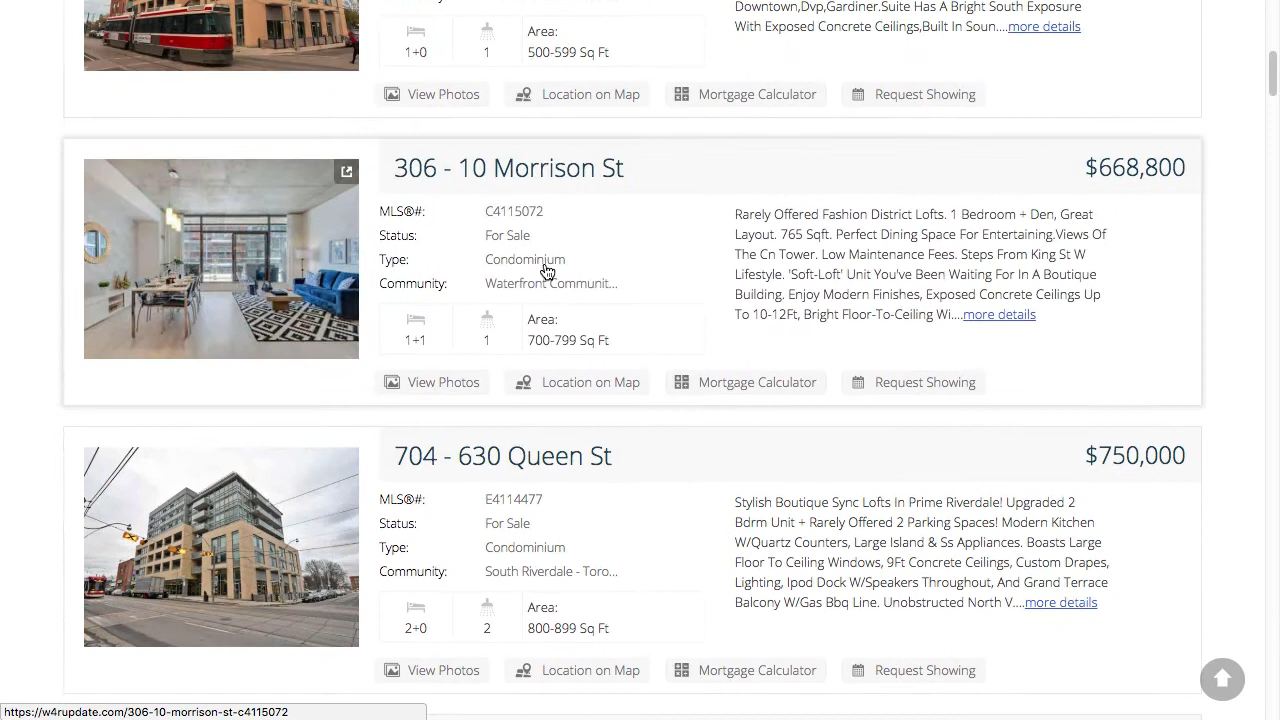 Downtown,Dvp,Gardiner.Suite Has A Bright South Exposure
With Exposed Concrete Ceilings,Built In Soun....more details
Area:
1+0 1 500-599 Sq Ft
View Photos Location on Map Mortgage Calculator Request Showing
306 - 10 Morrison St $668,800
MLS®#: C4115072
Status: For Sale
Type: Condominium
Community: Waterfront Communit...
Area:
1+1 1 700-799 Sq Ft
Rarely Offered Fashion District Lofts. 1 Bedroom + Den, Great
Layout. 765 Sqft. Perfect Dining Space For Entertaining.Views Of
The Cn Tower. Low Maintenance Fees. Steps From King St W
Lifestyle. 'Soft-Loft' Unit You've Been Waiting For In A Boutique
Building. Enjoy Modern Finishes, Exposed Concrete Ceilings Up
To 10-12Ft, Bright Floor-To-Ceiling Wi....more details
View Photos Location on Map Mortgage Calculator Request Showing
704 - 630 Queen St $750,000
MLS®#: E4114477
Status: For Sale
Type: Condominium
Community: South Riverdale - Toro...
Area:
2+0 2 800-899 Sq Ft
Stylish Boutique Sync Lofts In Prime Riverdale! Upgraded 2
Bdrm Unit + Rarely Offered 2 Parking Spaces! Modern Kitchen
W/Quartz Counters, Large Island & Ss Appliances. Boasts Large
Floor To Ceiling Windows, 9Ft Concrete Ceilings, Custom Drapes,
Lighting, Ipod Dock W/Speakers Throughout, And Grand Terrace
Balcony W/Gas Bbq Line. Unobstructed North V....more details
View Photos Location on Map Mortgage Calculator Request Showing
https://w4rupdate.com/306-10-morrison-st-c4115072